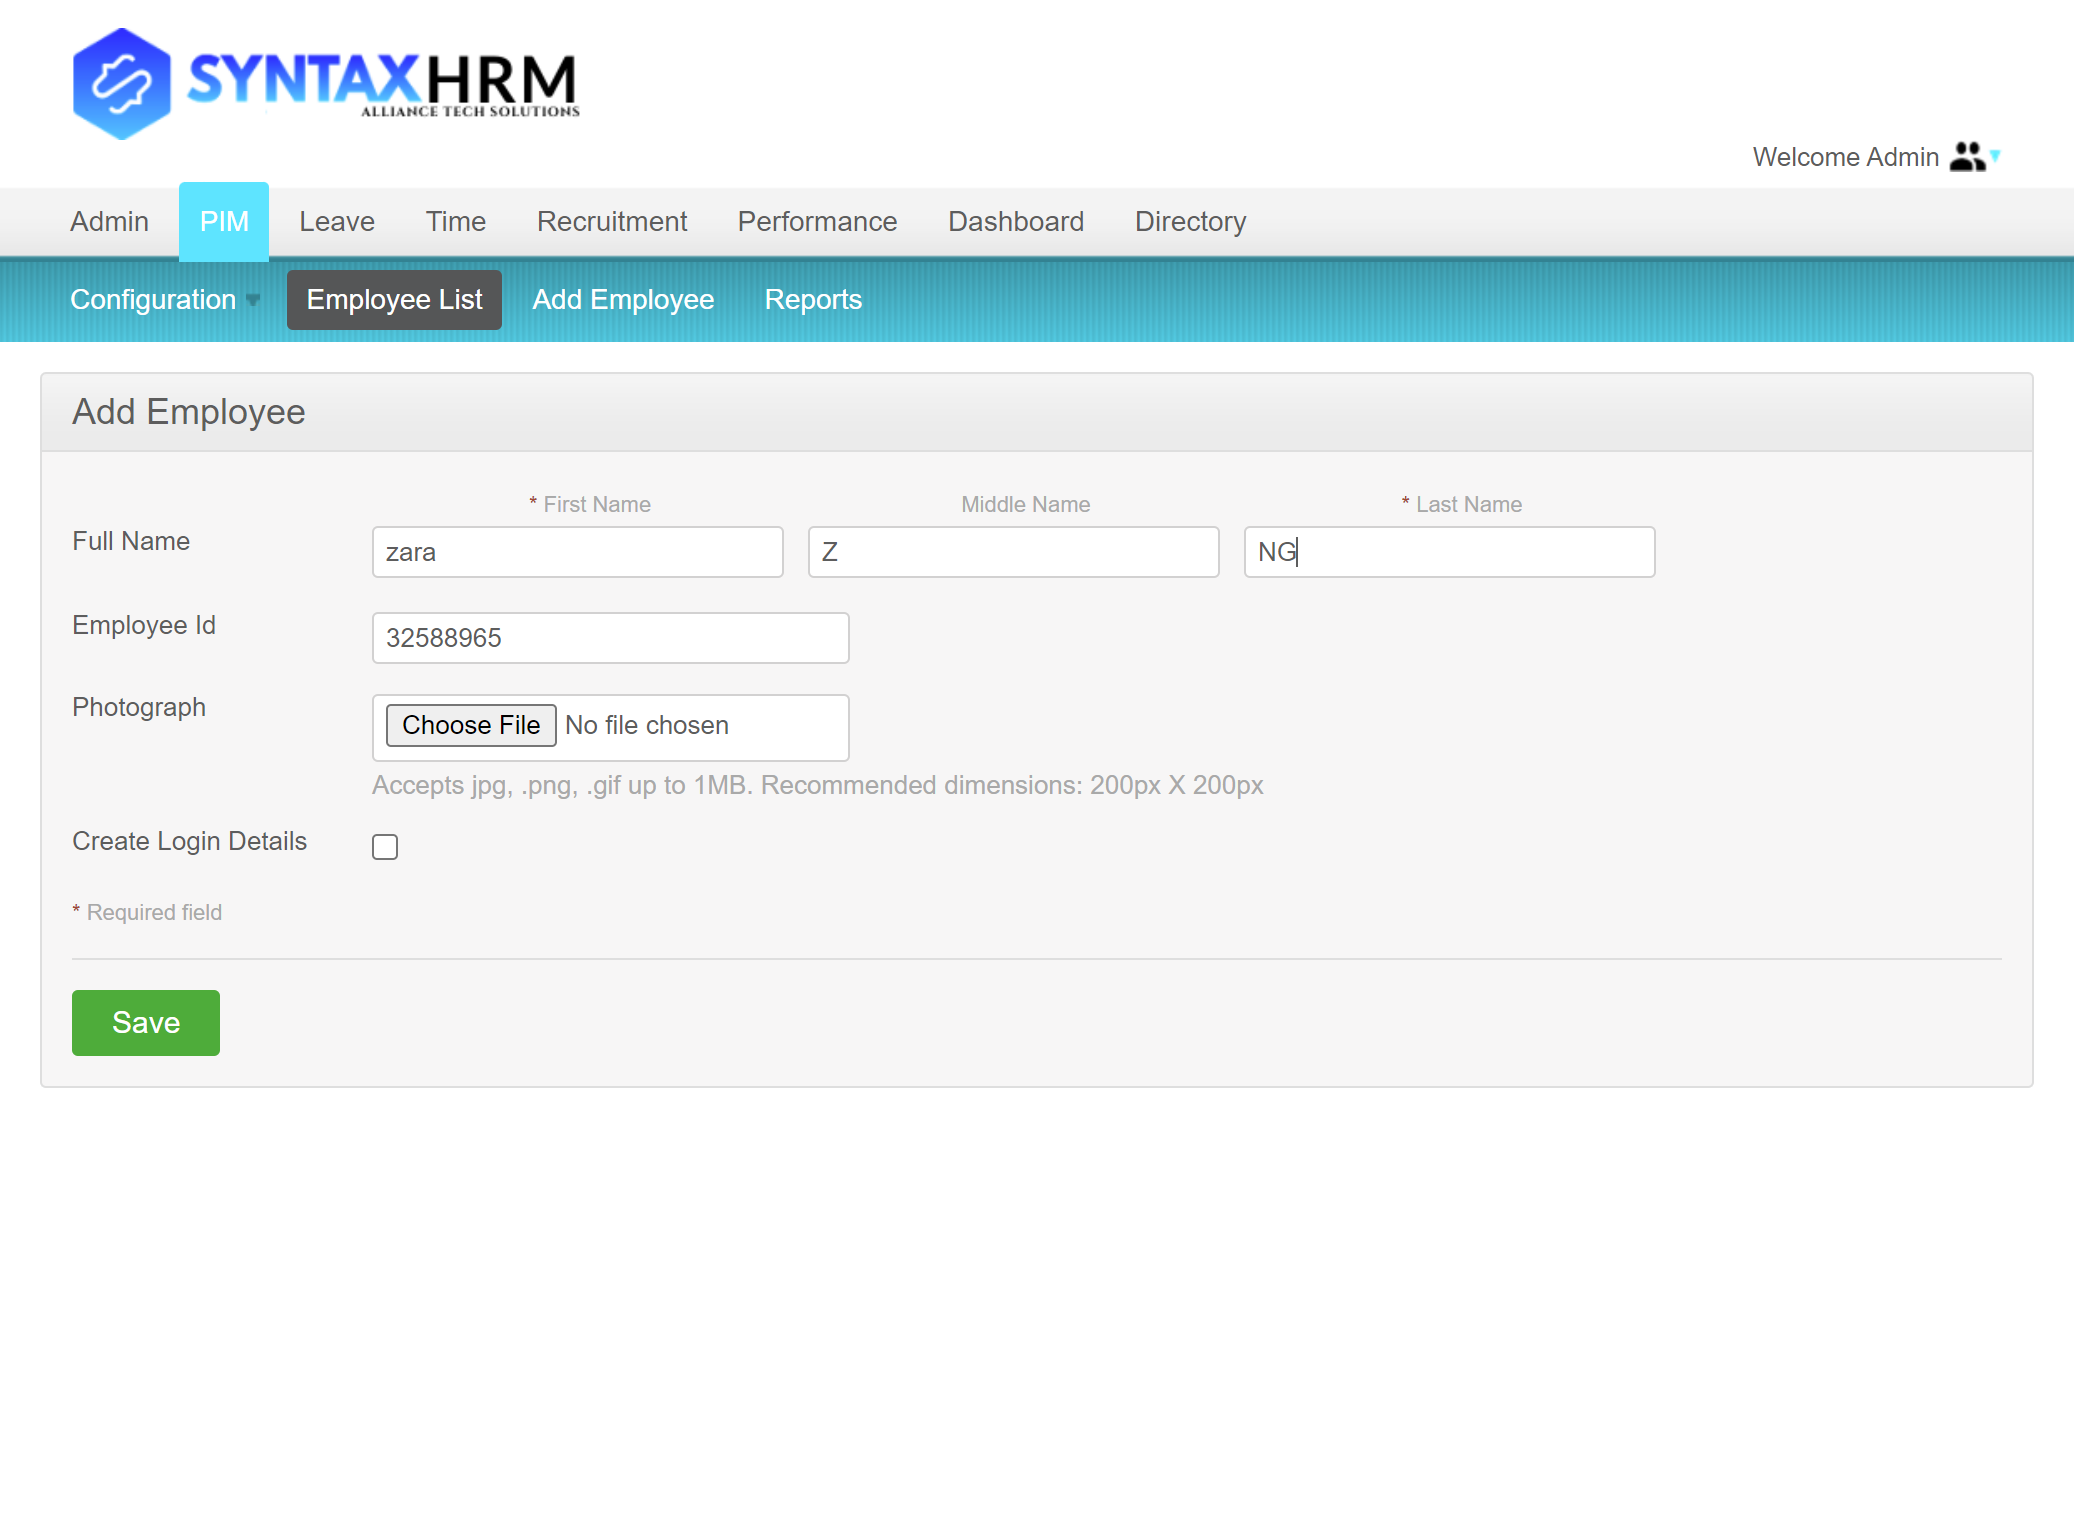 SYNTAXHRM
ALLIANCE TECH SOLUTIONS
Welcome Admin
Admin PIM Leave Time Recruitment Performance Dashboard Directory
Configuration Employee List Add Employee Reports
Add Employee
* First Name Middle Name * Last Name
Full Name zara Z NG
Employee Id 32588965
Photograph Choose File No file chosen
Accepts jpg, .png, .gif up to 1MB. Recommended dimensions: 200px X 200px
Create Login Details
* Required field
Save